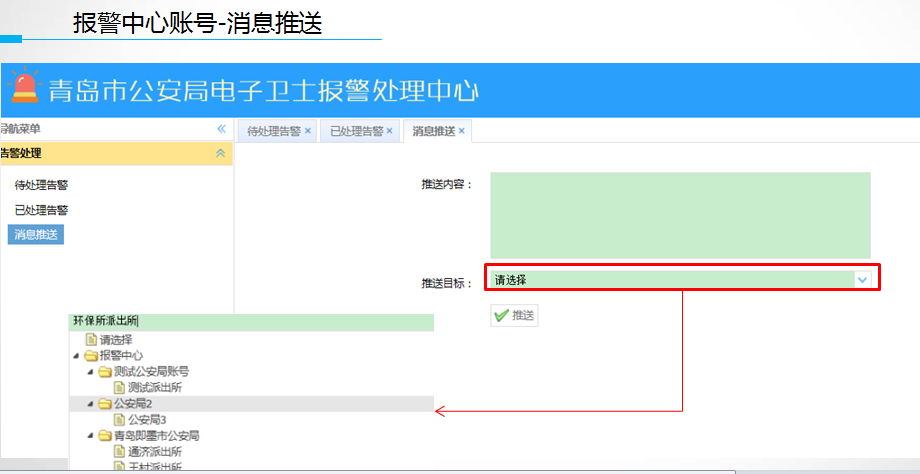 报警中心账号-消息推送
青岛市公安局电子卫士报警处理中心
导航菜单
待处理告警
已处理告警
消息推送
告警处理
待处理告警
已处理告警
消息推送
推送内容：
推送目标：
请选择
推送
环保所派出所
请选择
报警中心
测试公安局账号
测试派出所
公安局2
公安局3
青岛即墨市公安局
通济派出所
王村派出所